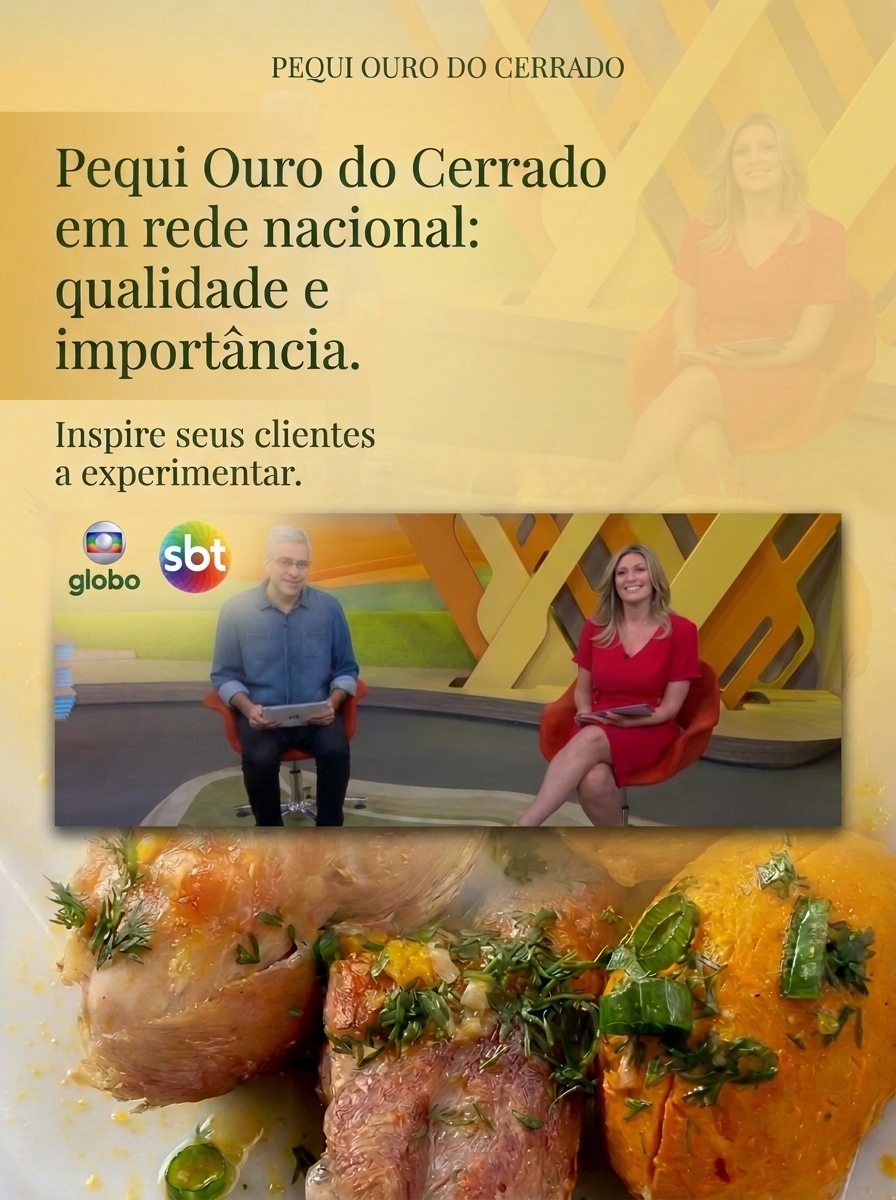 PEQUI OURO DO CERRADO
Pequi Ouro do Cerrado
em rede nacional:
qualidade e
importância.
Inspire seus clientes
a experimentar.
globo
sbt